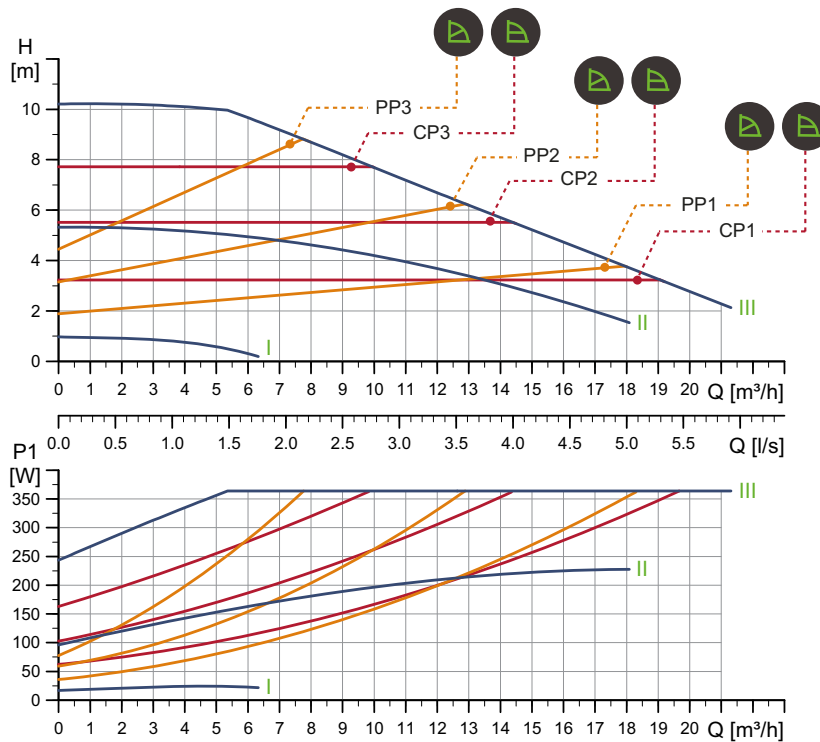 H
[m]
10
8
6
4
2
0
PP3
CP3
PP2
CP2
PP1
CP1
I
II
III
0 1 2 3 4 5 6 7 8 9 10 11 12 13 14 15 16 17 18 19 20 Q [m³/h]
0.0 0.5 1.0 1.5 2.0 2.5 3.0 3.5 4.0 4.5 5.0 5.5 Q [l/s]
P1
[W]
350
300
250
200
150
100
50
0
III
II
I
0 1 2 3 4 5 6 7 8 9 10 11 12 13 14 15 16 17 18 19 20 Q [m³/h]